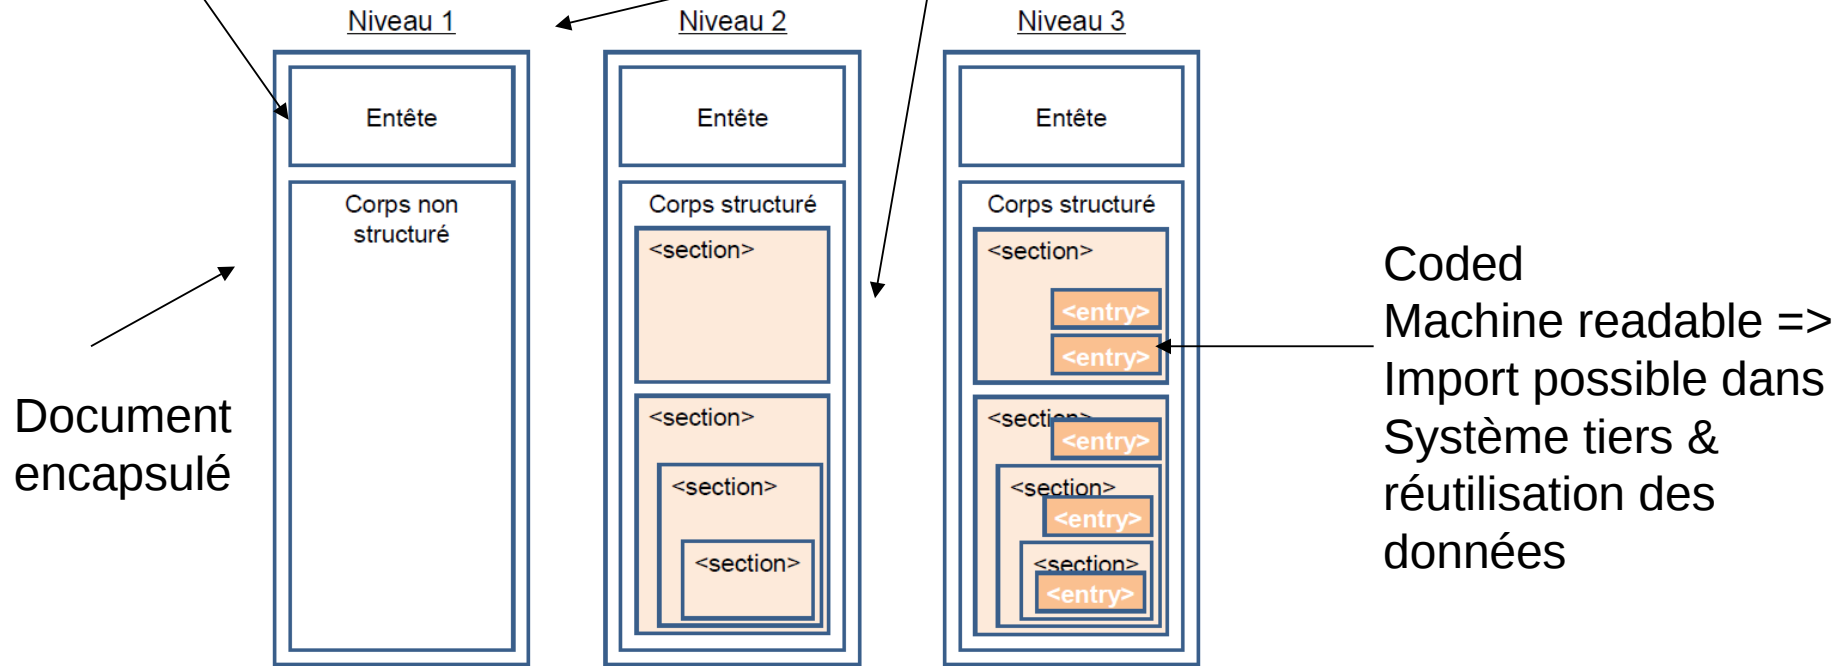 Niveau 1
Niveau 2
Niveau 3
Entête
Entête
Entête
Corps non
structuré
Corps structuré
<section>
<section>
<section>
<section>
Corps structuré
<section>
<entry>
<entry>
<section>
<entry>
<section>
<entry>
<section>
<entry>
Document
encapsulé
Coded
Machine readable =>
Import possible dans
Système tiers &
réutilisation des
données